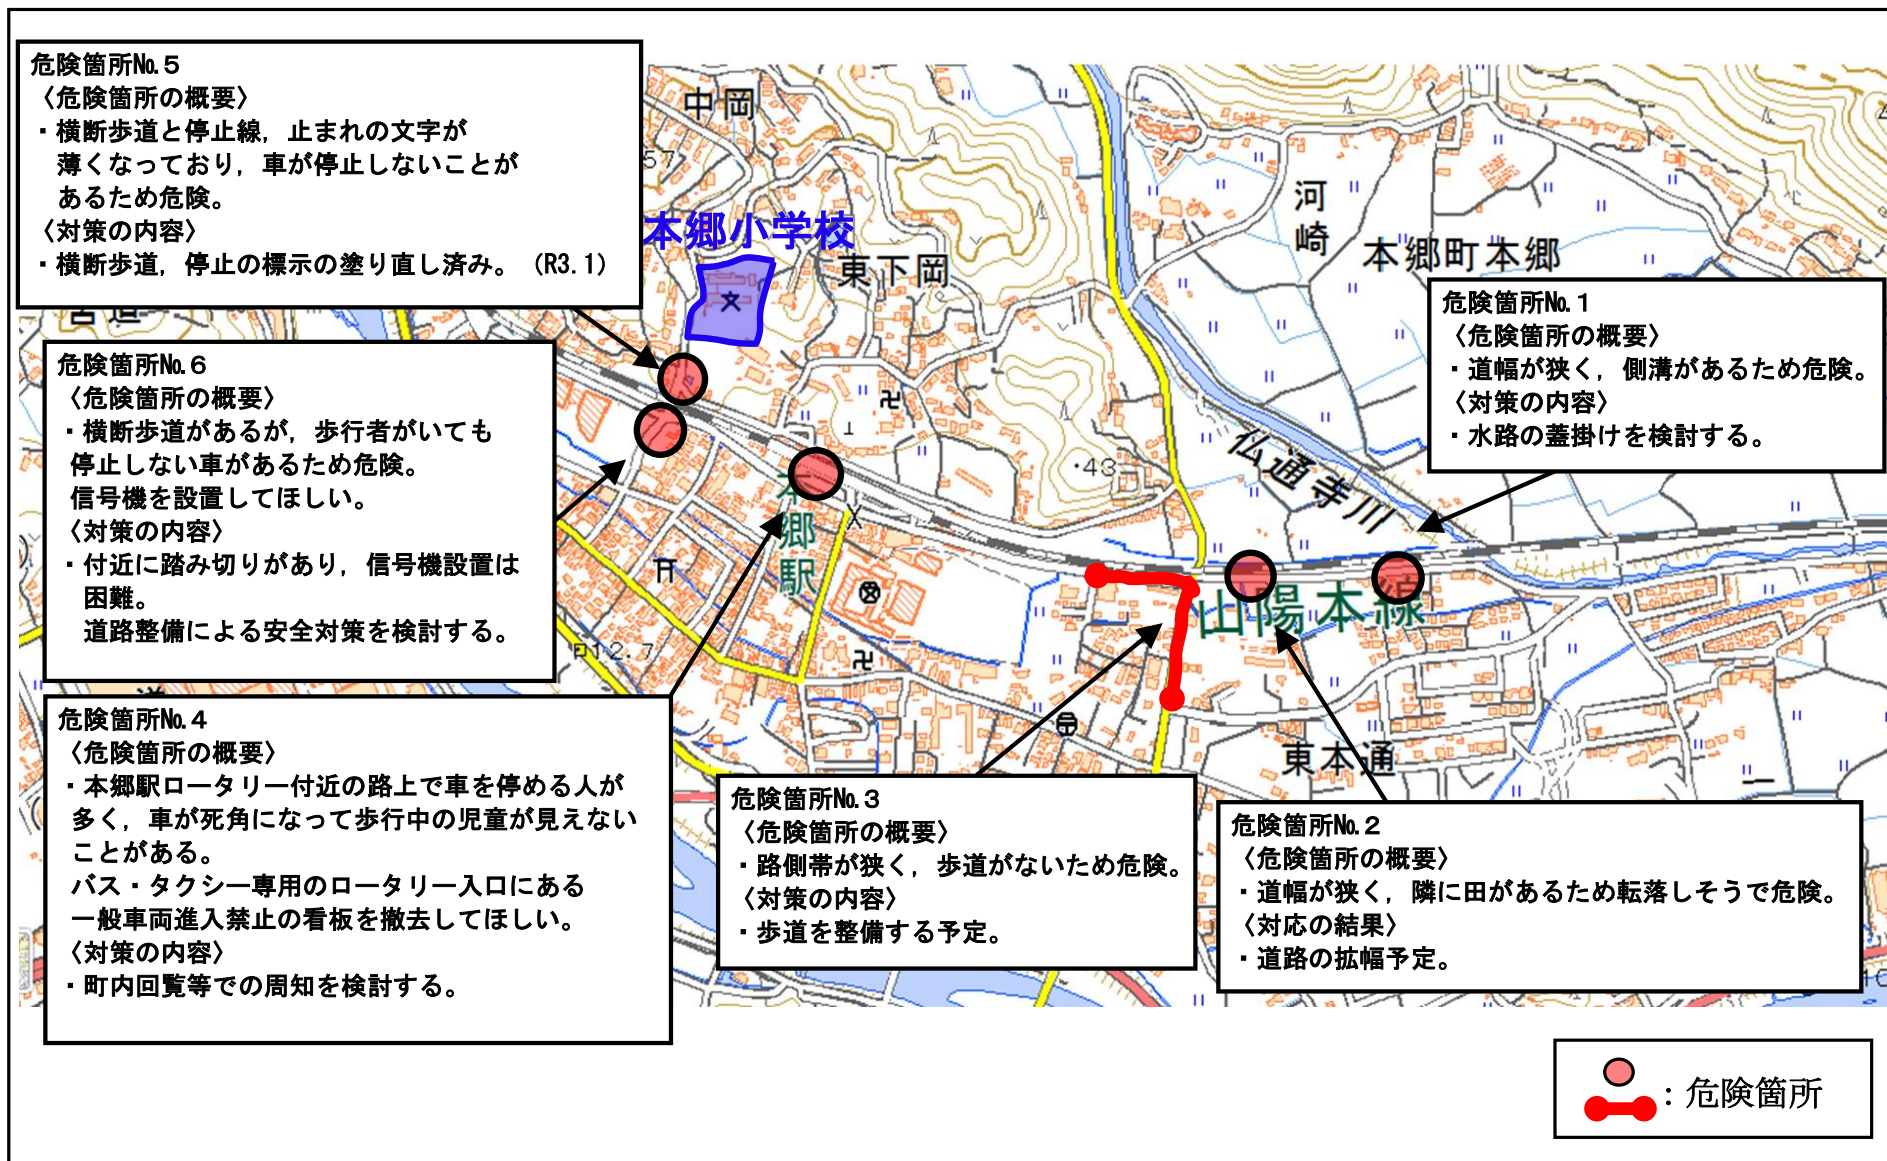 危険箇所№5
〈危険箇所の概要〉
・横断歩道と停止線，止まれの文字が
薄くなっており，車が停止しないことが
あるため危険。
〈対策の内容〉
・横断歩道，停止の標示の塗り直し済み。（R3.1）
中岡
57
本郷小学校
東下岡
河崎
本郷町本郷
危険箇所№1
〈危険箇所の概要〉
・道幅が狭く，側溝があるため危険。
〈対策の内容〉
・水路の蓋掛けを検討する。
危険箇所№6
〈危険箇所の概要〉
・横断歩道があるが，歩行者がいても
停止しない車があるため危険。
信号機を設置してほしい。
〈対策の内容〉
・付近に踏み切りがあり，信号機設置は
困難。
道路整備による安全対策を検討する。
・43
仏通寺川
本郷駅
山陽本線
12.7
危険箇所№4
〈危険箇所の概要〉
・本郷駅ロータリー付近の路上で車を停める人が
多く，車が死角になって歩行中の児童が見えない
ことがある。
バス・タクシー専用のロータリー入口にある
一般車両進入禁止の看板を撤去してほしい。
〈対策の内容〉
・町内回覧等での周知を検討する。
東本通
危険箇所№3
〈危険箇所の概要〉
・路側帯が狭く，歩道がないため危険。
〈対策の内容〉
・歩道を整備する予定。
危険箇所№2
〈危険箇所の概要〉
・道幅が狭く，隣に田があるため転落しそうで危険。
〈対応の結果〉
・道路の拡幅予定。
：危険箇所